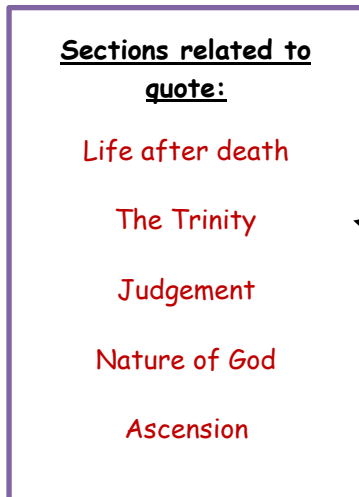 Sections related to
quote:
Life after death
The Trinity
Judgement
Nature of God
Ascension